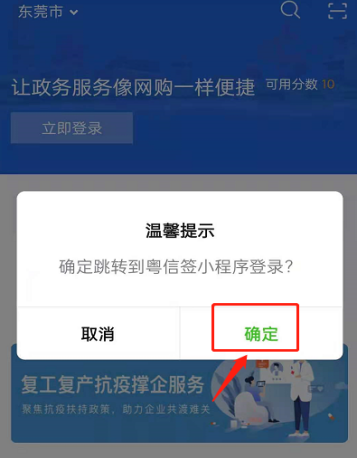 东莞市
让政务服务像网购一样便捷 可用分数 10
立即登录
温馨提示
确定跳转到粤信签小程序登录？
取消 确定
复工复产抗疫撑企服务
聚焦抗疫扶持政策，助力企业共渡难关